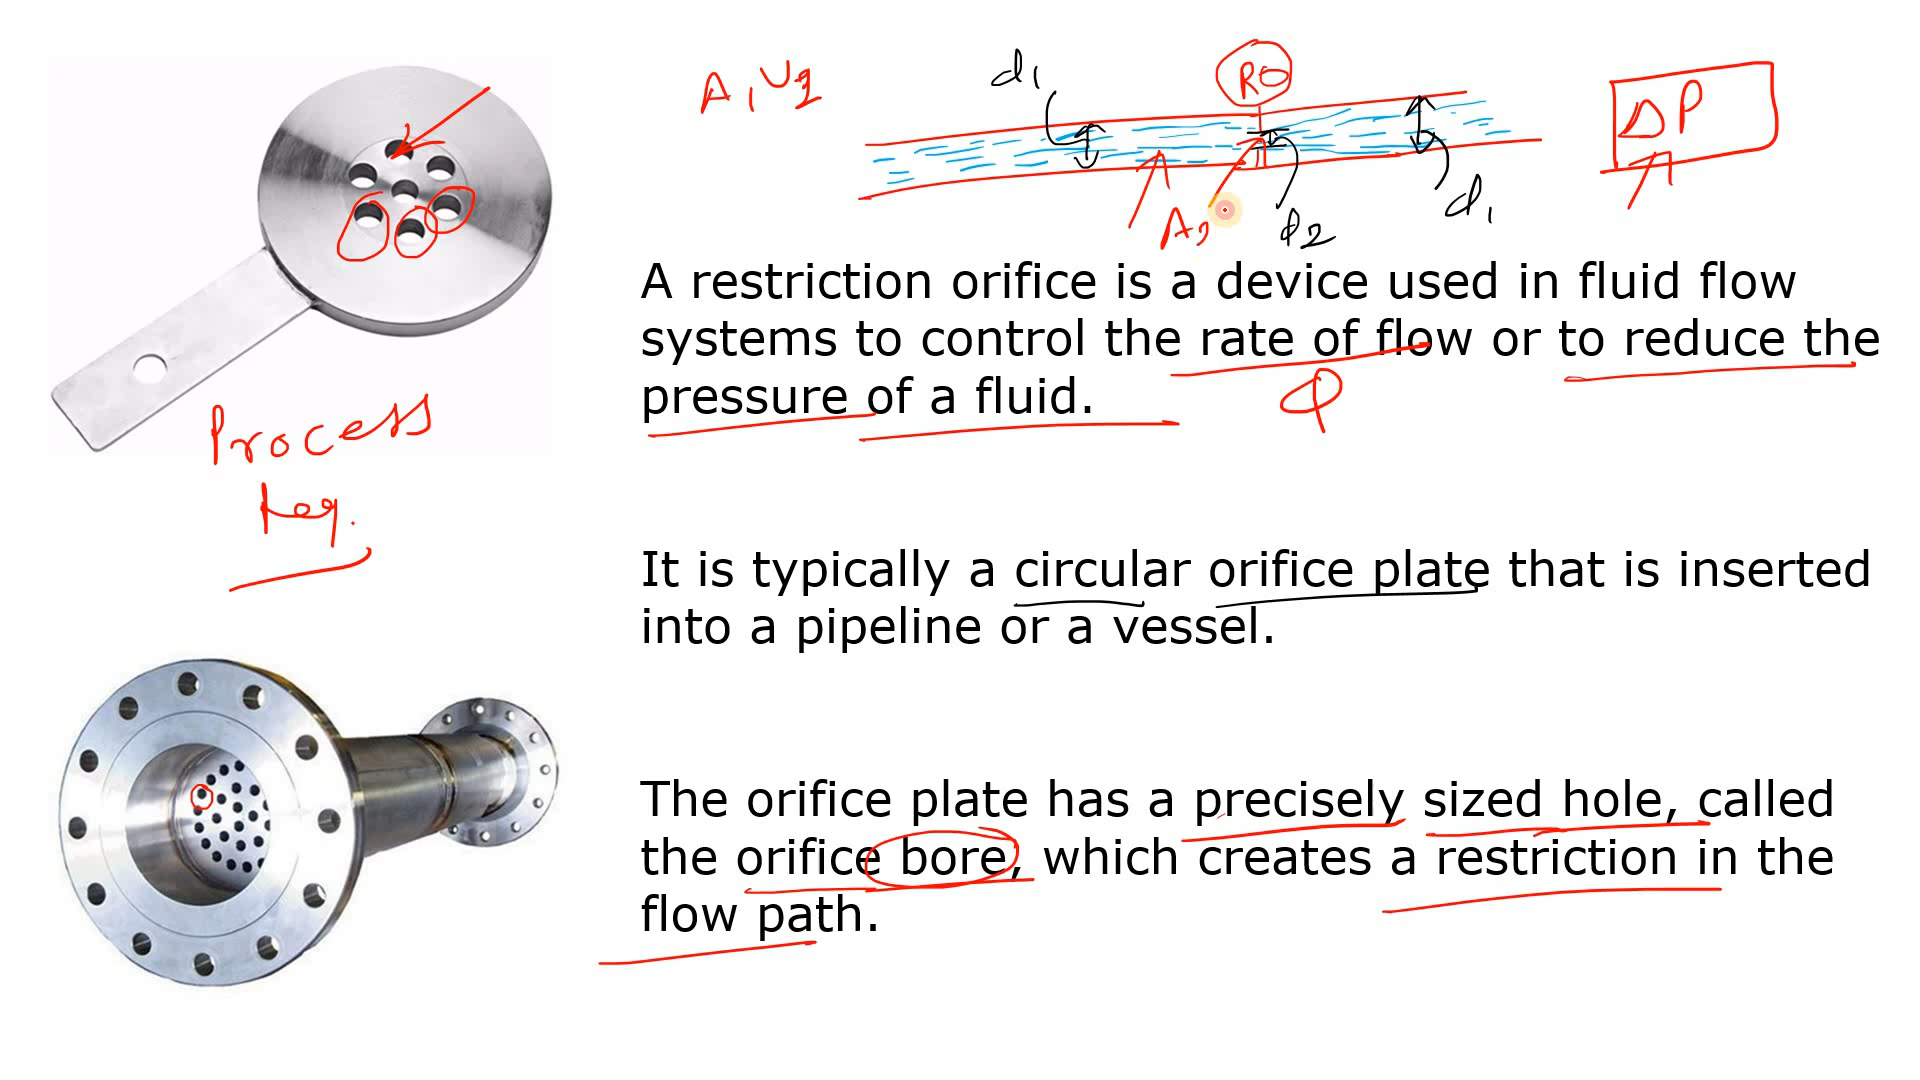 A1 V1
d1
RO
ΔP
A2
d2
d1
A restriction orifice is a device used in fluid flow
systems to control the rate of flow or to reduce the
pressure of a fluid.
Process
req.
It is typically a circular orifice plate that is inserted
into a pipeline or a vessel.
The orifice plate has a precisely sized hole, called
the orifice bore, which creates a restriction in the
flow path.